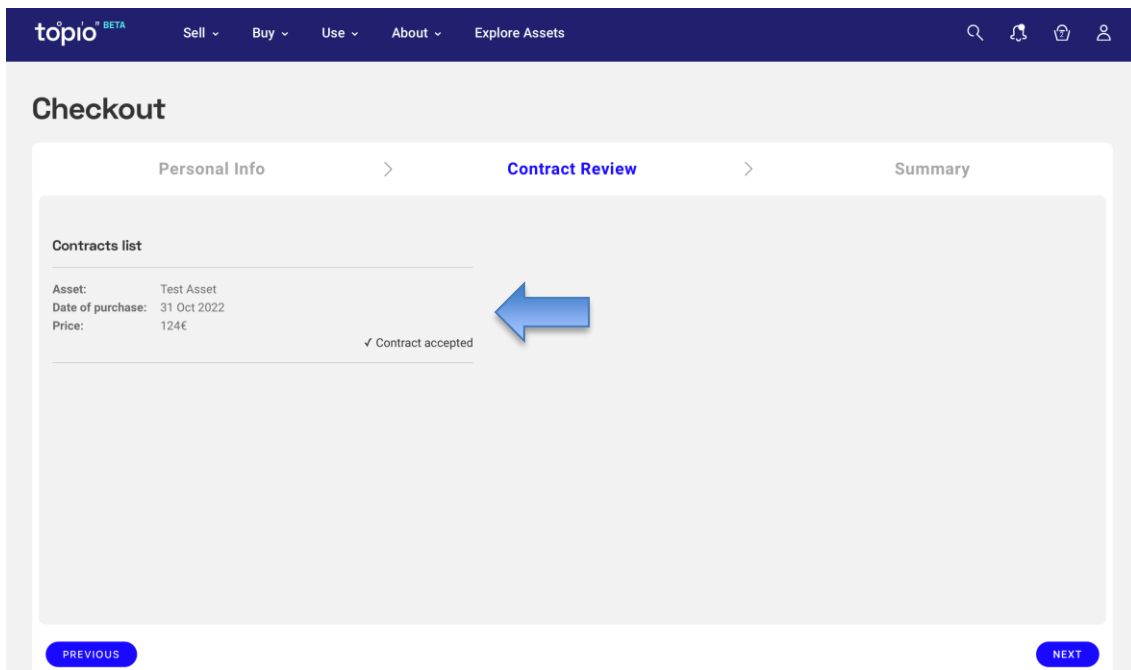 topio" BETA Sell Buy Use About Explore Assets
Checkout
Personal Info > Contract Review > Summary
Contracts list
Asset: Test Asset
Date of purchase: 31 Oct 2022
Price: 124€
✓ Contract accepted
PREVIOUS NEXT